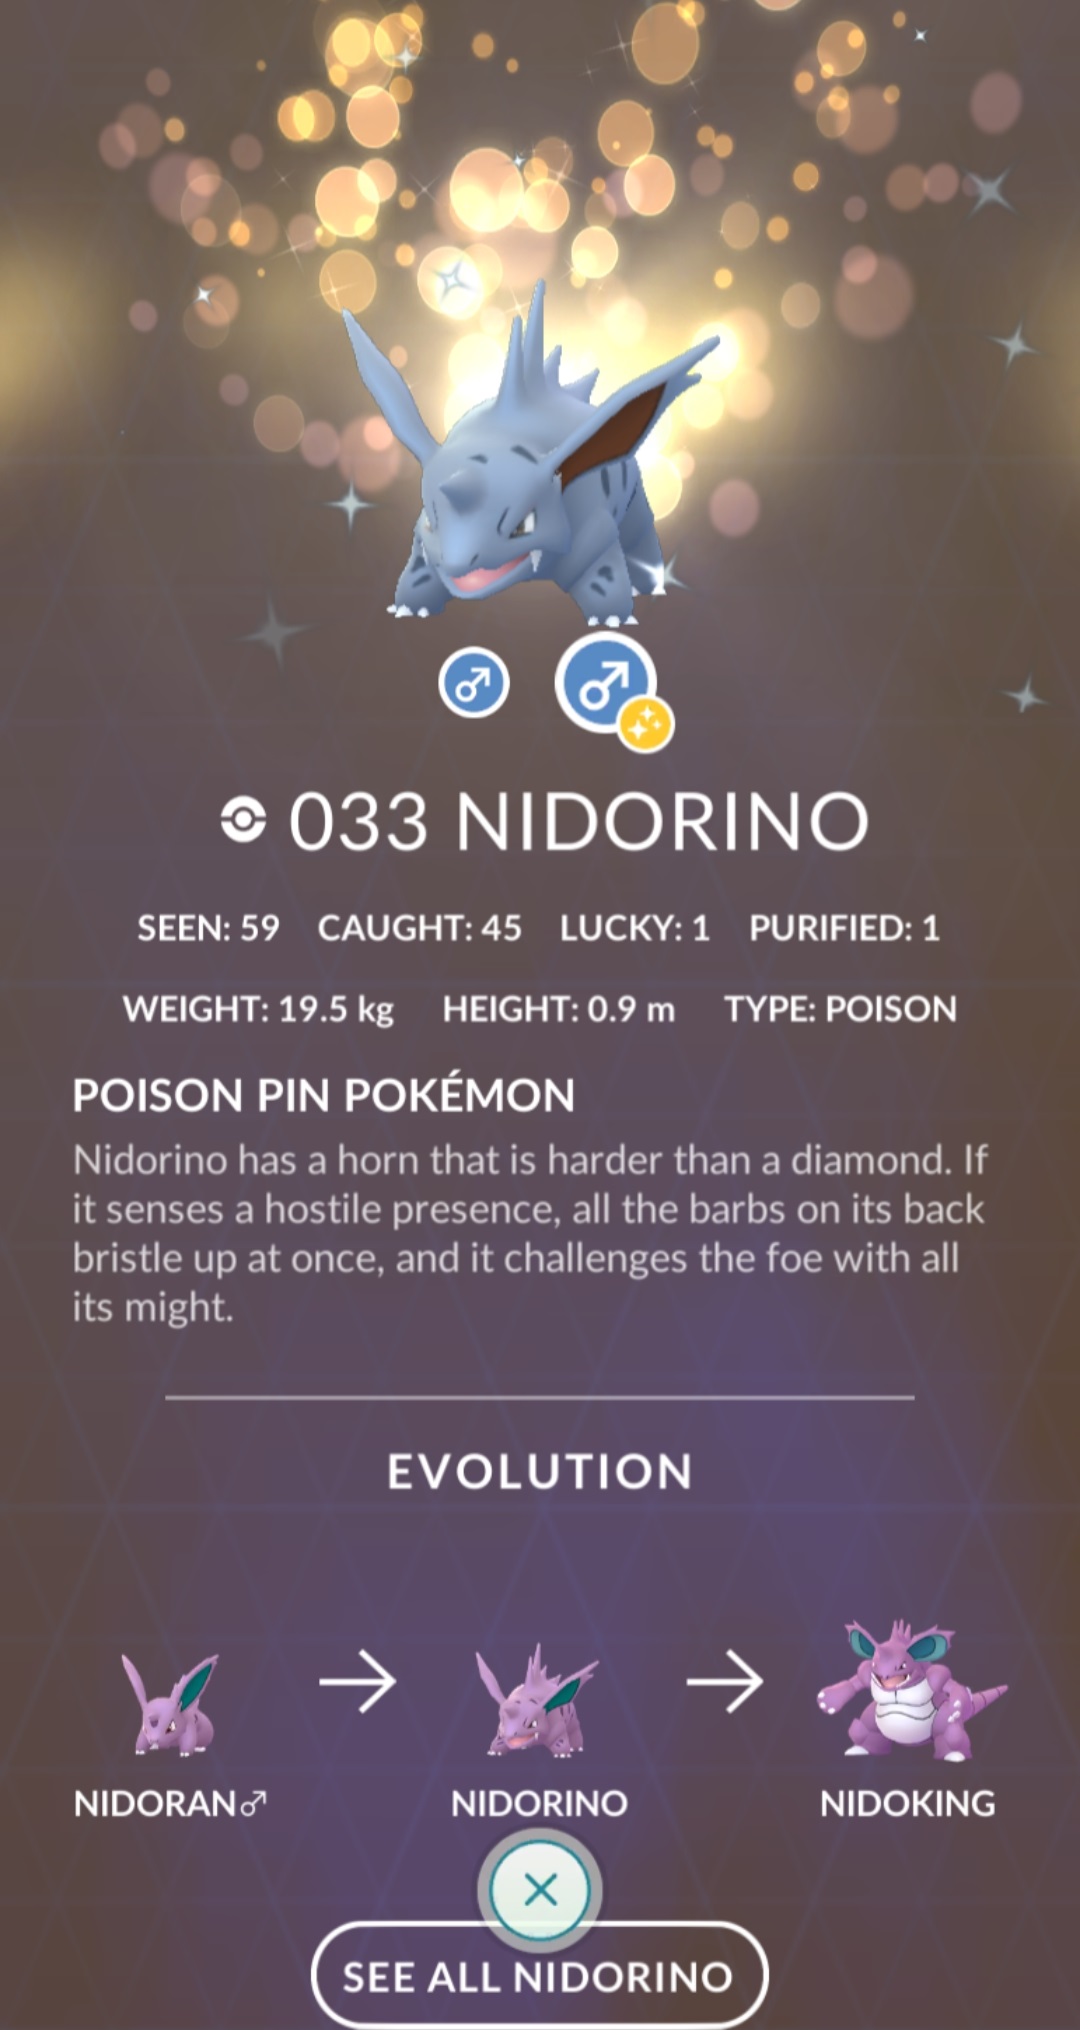 033 NIDORINO
SEEN: 59 CAUGHT: 45 LUCKY: 1 PURIFIED: 1
WEIGHT: 19.5 kg HEIGHT: 0.9 m TYPE: POISON
POISON PIN POKÉMON
Nidorino has a horn that is harder than a diamond. If
it senses a hostile presence, all the barbs on its back
bristle up at once, and it challenges the foe with all
its might.
EVOLUTION
NIDORAN♂ NIDORINO NIDOKING
SEE ALL NIDORINO